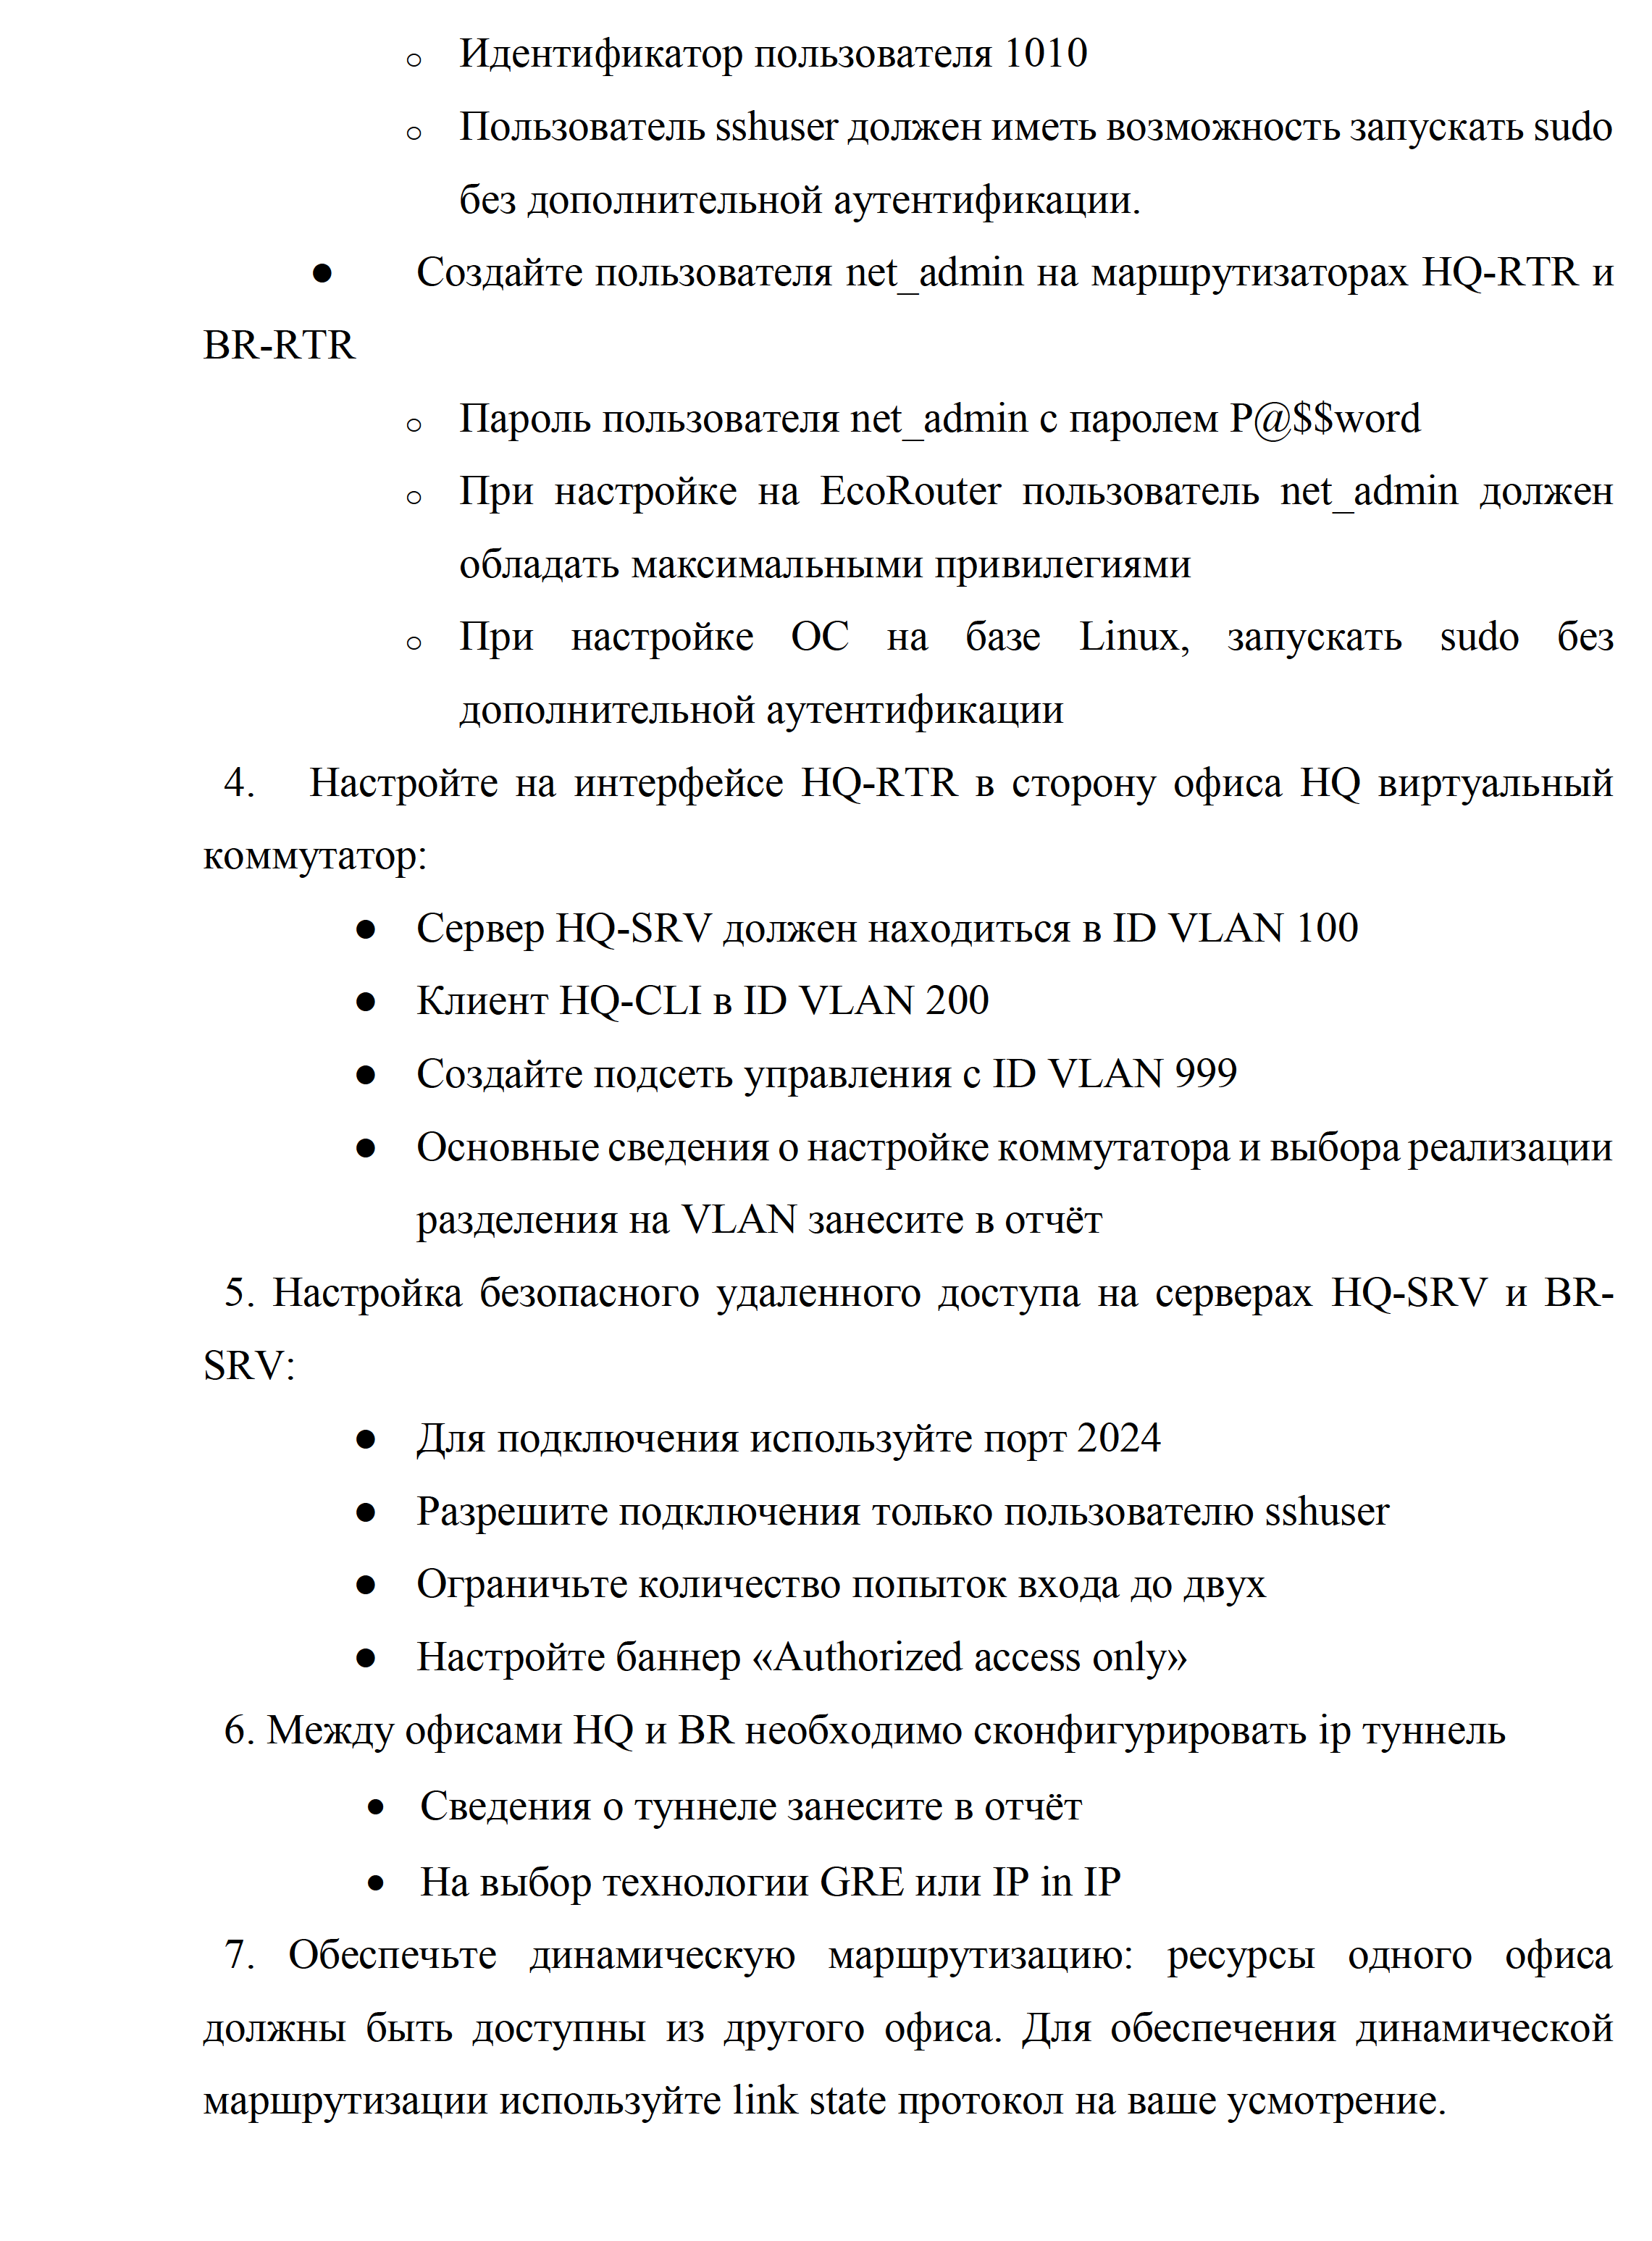 ○ Идентификатор пользователя 1010
○ Пользователь sshuser должен иметь возможность запускать sudo
без дополнительной аутентификации.
● Создайте пользователя net_admin на маршрутизаторах HQ-RTR и
BR-RTR
○ Пароль пользователя net_admin с паролем P@$$word
○ При настройке на EcoRouter пользователь net_admin должен
обладать максимальными привилегиями
○ При настройке ОС на базе Linux, запускать sudo без
дополнительной аутентификации
4. Настройте на интерфейсе HQ-RTR в сторону офиса HQ виртуальный
коммутатор:
● Сервер HQ-SRV должен находиться в ID VLAN 100
● Клиент HQ-CLI в ID VLAN 200
● Создайте подсеть управления с ID VLAN 999
● Основные сведения о настройке коммутатора и выбора реализации
разделения на VLAN занесите в отчёт
5. Настройка безопасного удаленного доступа на серверах HQ-SRV и BR-
SRV:
● Для подключения используйте порт 2024
● Разрешите подключения только пользователю sshuser
● Ограничьте количество попыток входа до двух
● Настройте баннер «Authorized access only»
6. Между офисами HQ и BR необходимо сконфигурировать ip туннель
● Сведения о туннеле занесите в отчёт
● На выбор технологии GRE или IP in IP
7. Обеспечьте динамическую маршрутизацию: ресурсы одного офиса
должны быть доступны из другого офиса. Для обеспечения динамической
маршрутизации используйте link state протокол на ваше усмотрение.